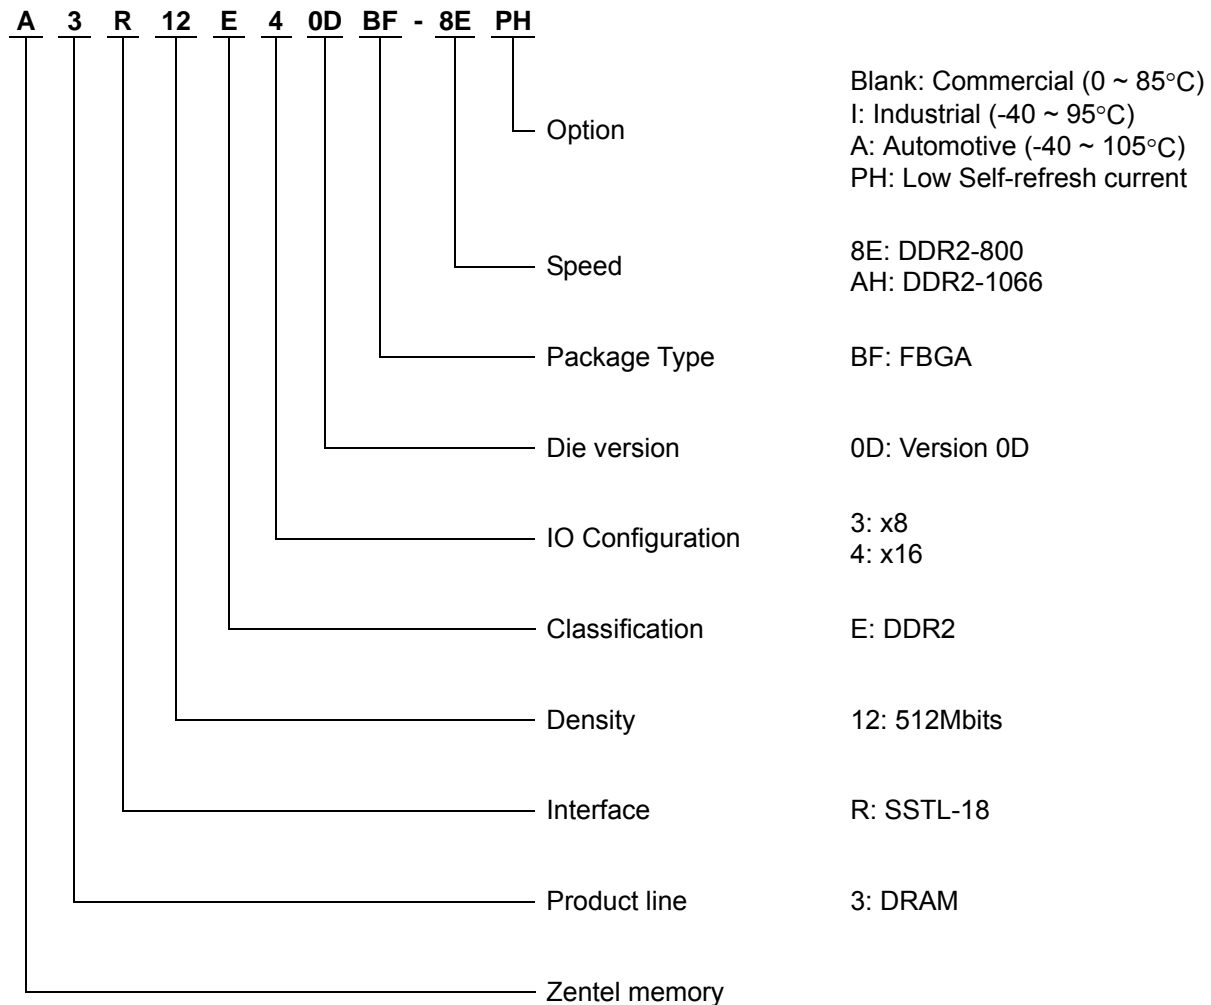 A 3 R 12 E 4 0D BF - 8E PH
Option
Blank: Commercial (0 ~ 85°C)
I: Industrial (-40 ~ 95°C)
A: Automotive (-40 ~ 105°C)
PH: Low Self-refresh current
Speed
8E: DDR2-800
AH: DDR2-1066
Package Type
BF: FBGA
Die version
0D: Version 0D
IO Configuration
3: x8
4: x16
Classification
E: DDR2
Density
12: 512Mbits
Interface
R: SSTL-18
Product line
3: DRAM
Zentel memory